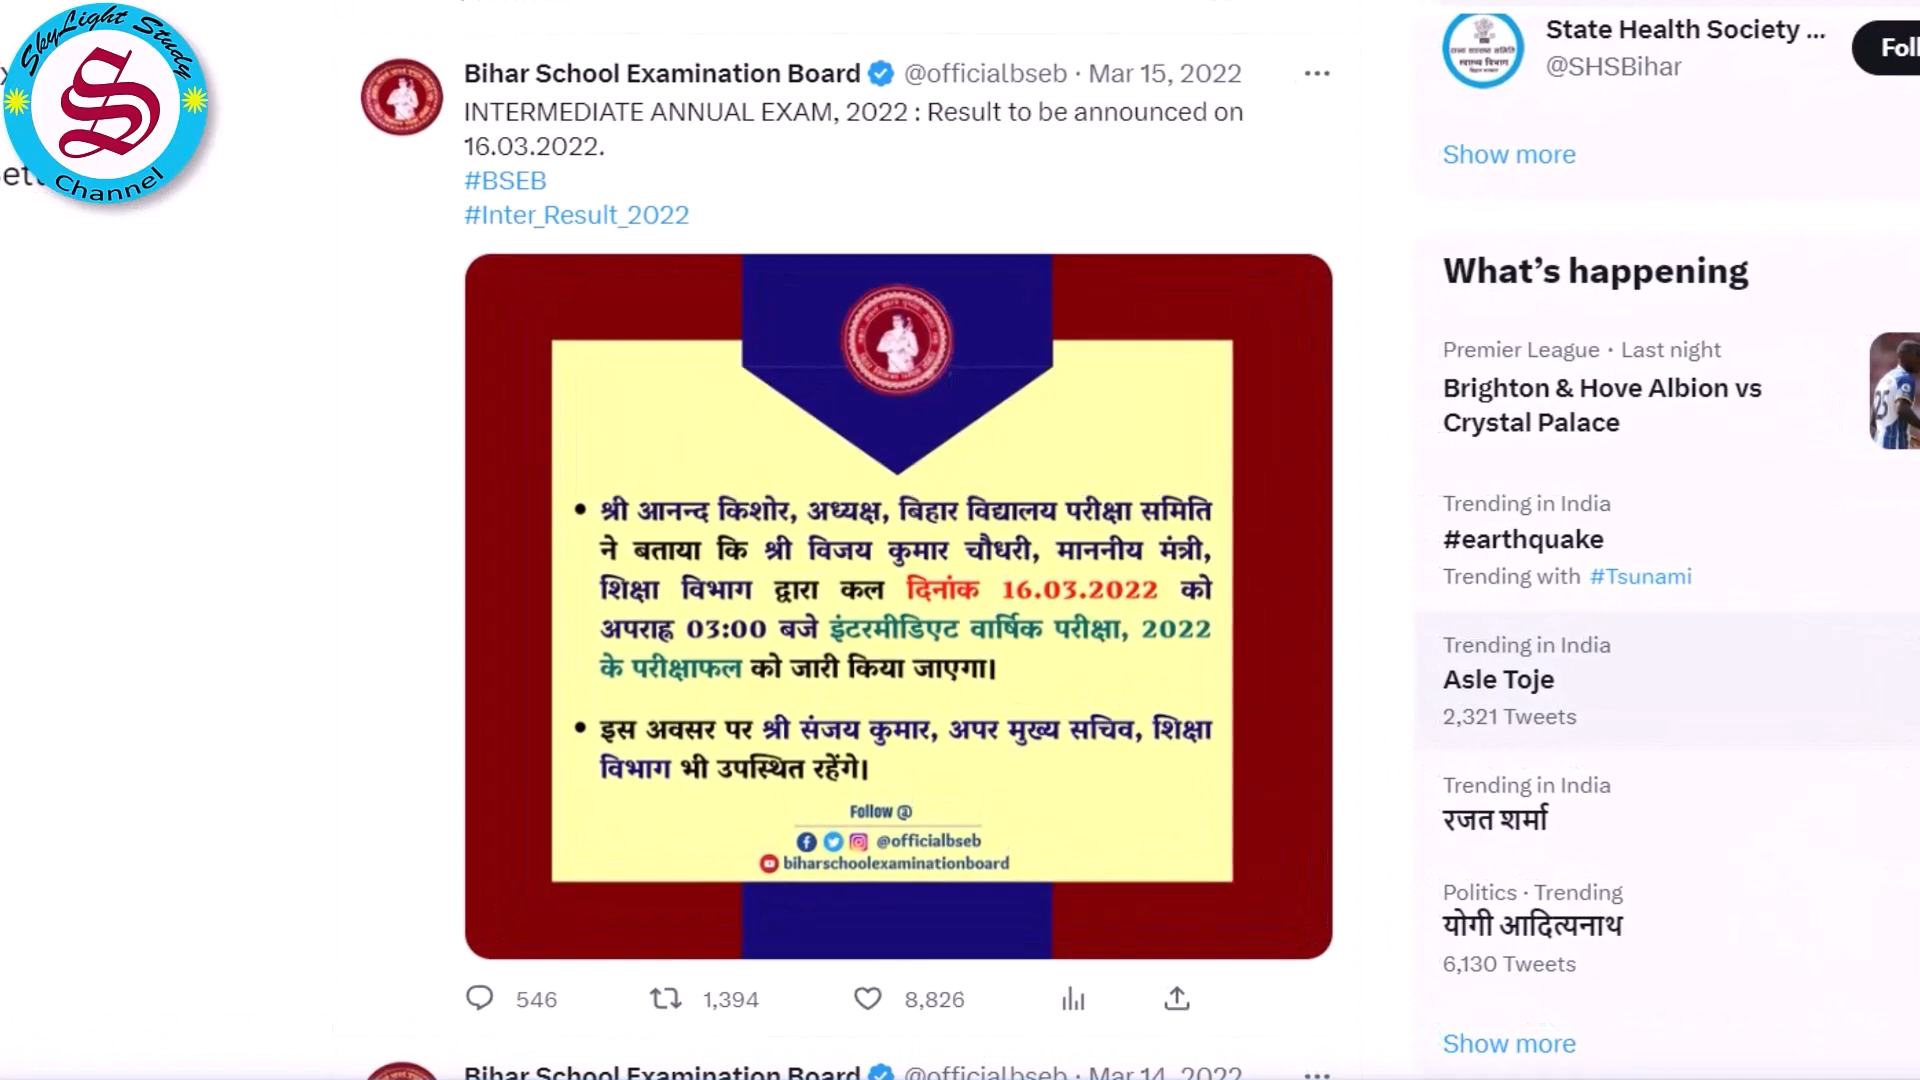 SkyLight Study
Channel
Bihar School Examination Board @officialbseb · Mar 15, 2022
INTERMEDIATE ANNUAL EXAM, 2022 : Result to be announced on
16.03.2022.
#BSEB
#Inter_Result_2022
• श्री आनन्द किशोर, अध्यक्ष, बिहार विद्यालय परीक्षा समिति
ने बताया कि श्री विजय कुमार चौधरी, माननीय मंत्री,
शिक्षा विभाग द्वारा कल दिनांक 16.03.2022 को
अपराह्न 03:00 बजे इंटरमीडिएट वार्षिक परीक्षा, 2022
के परीक्षाफल को जारी किया जाएगा।
• इस अवसर पर श्री संजय कुमार, अपर मुख्य सचिव, शिक्षा
विभाग भी उपस्थित रहेंगे।
Follow @
@officialbseb
biharschoolexaminationboard
546 1,394 8,826
Bihar School Examination Board @officialbseb · Mar 14, 2022
State Health Society ...
@SHSBihar
Foll
Show more
What's happening
Premier League · Last night
Brighton & Hove Albion vs
Crystal Palace
25
Trending in India
#earthquake
Trending with #Tsunami
Trending in India
Asle Toje
2,321 Tweets
Trending in India
रजत शर्मा
Politics · Trending
योगी आदित्यनाथ
6,130 Tweets
Show more